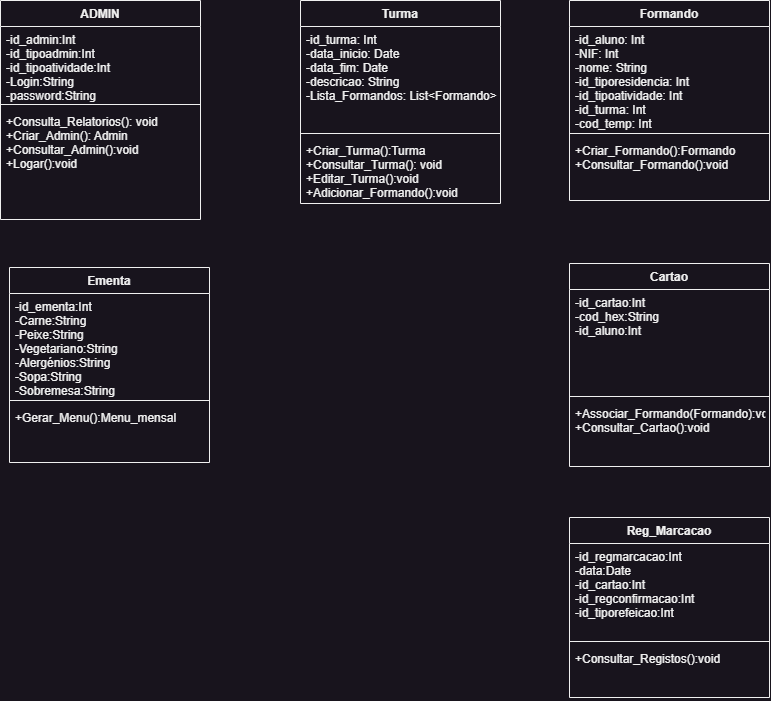 ADMIN
-id_admin:Int
-id_tipoadmin:Int
-id_tipoatividade:Int
-Login:String
-password:String
+Consulta_Relatorios(): void
+Criar_Admin(): Admin
+Consultar_Admin():void
+Logar():void
Turma
-id_turma: Int
-data_inicio: Date
-data_fim: Date
-descricao: String
-Lista_Formandos: List<Formando>
+Criar_Turma():Turma
+Consultar_Turma(): void
+Editar_Turma():void
+Adicionar_Formando():void
Formando
-id_aluno: Int
-NIF: Int
-nome: String
-id_tiporesidencia: Int
-id_tipoatividade: Int
-id_turma: Int
-cod_temp: Int
+Criar_Formando():Formando
+Consultar_Formando():void
Ementa
-id_ementa:Int
-Carne:String
-Peixe:String
-Vegetariano:String
-Alergénios:String
-Sopa:String
-Sobremesa:String
+Gerar_Menu():Menu_mensal
Cartao
-id_cartao:Int
-cod_hex:String
-id_aluno:Int
+Associar_Formando(Formando):vo
+Consultar_Cartao():void
Reg_Marcacao
-id_regmarcacao:Int
-data:Date
-id_cartao:Int
-id_regconfirmacao:Int
-id_tiporefeicao:Int
+Consultar_Registos():void